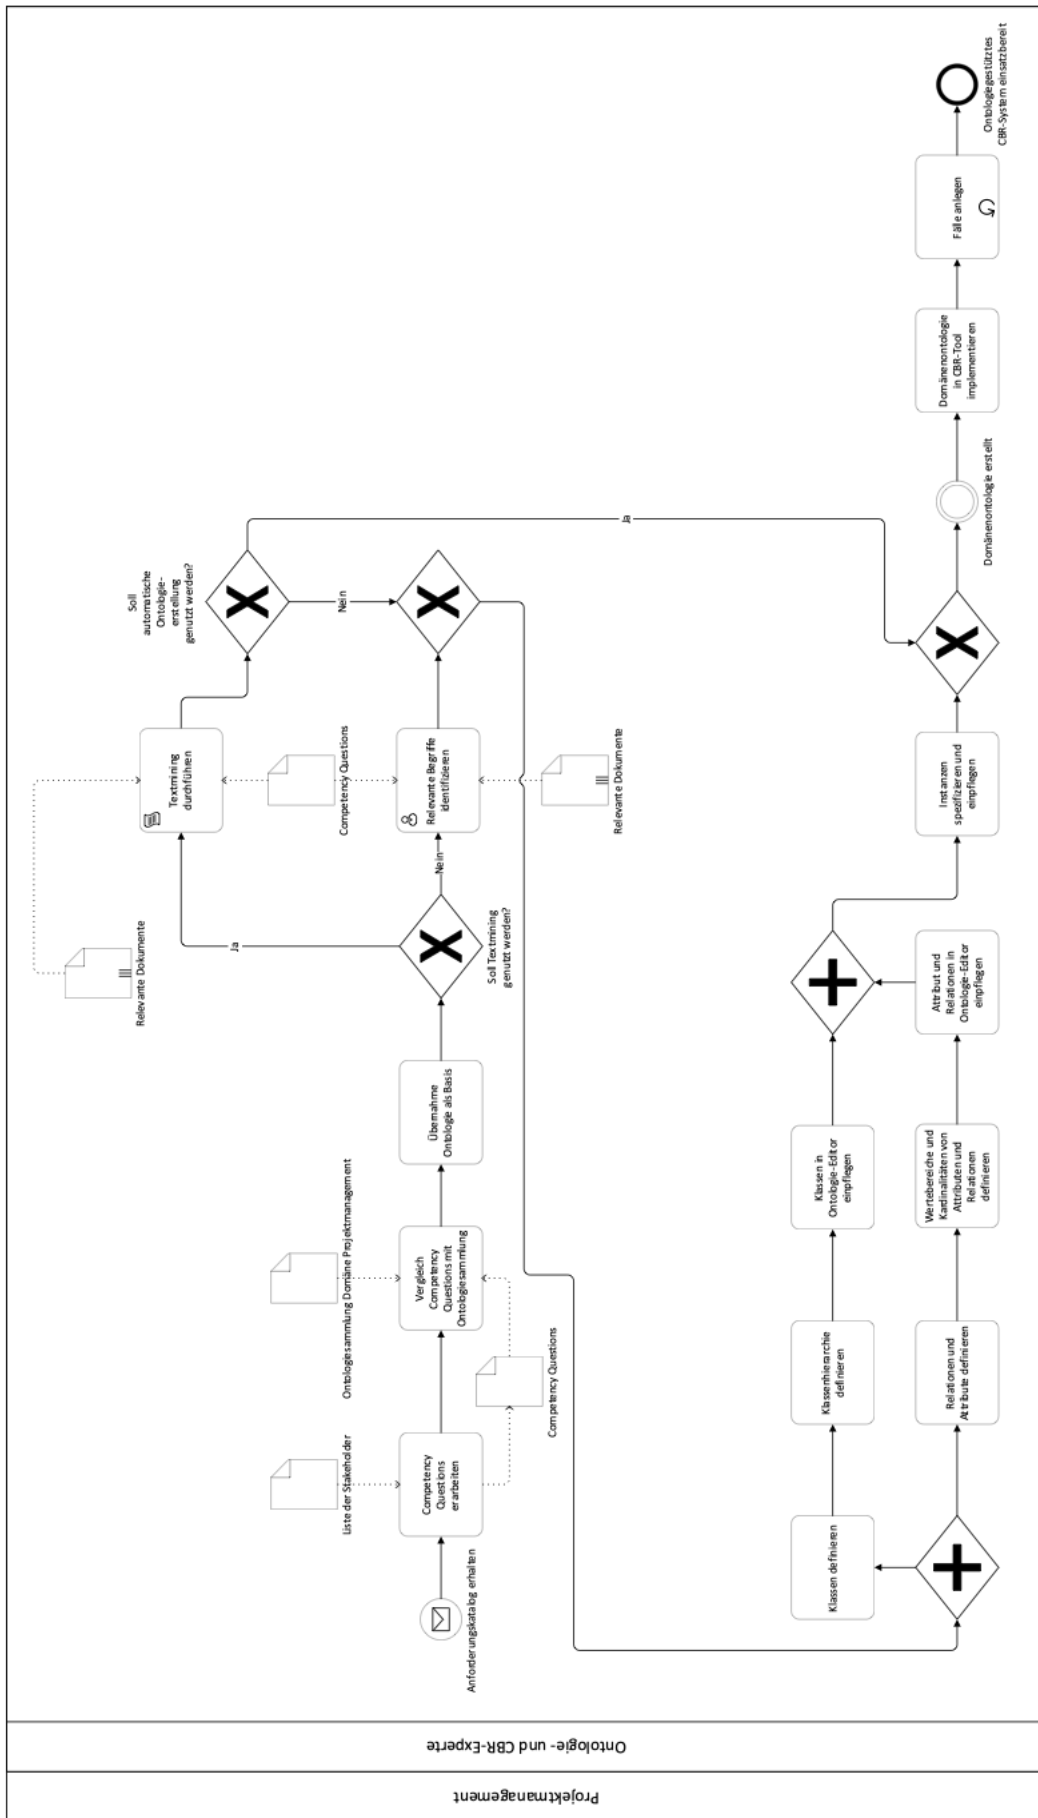 Projektmanagement
Ontologie- und CBR-Experte
Anforderungskatalog erhalten
Competency
Questions
erarbeiten
Liste der Stakeholder
Competency Questions
Vergleich
Competency
Questions mit
Ontologiesammlung
Ontologiesammlung Domäne Projektmanagement
Übernahme
Ontologie als Basis
Soll Textmining
genutzt werden?
Ja
Nein
Relevante Dokumente
Textmining
durchführen
Competency Questions
Relevante Begriffe
identifizieren
Relevante Dokumente
Soll
automatische
Ontologie-
erstellung
genutzt werden?
Nein
Ja
Klassen definieren
Klassenhierarchie
definieren
Klassen in
Ontologie-Editor
einpflegen
Relationen und
Attribute definieren
Wertebereiche und
Kardinalitäten von
Attributen und
Relationen
definieren
Attribut und
Relationen in
Ontologie-Editor
einpflegen
Instanzen
spezifizieren und
einpflegen
Domänenontologie erstellt
Domänenontologie
in CBR-Tool
implementieren
Fälle anlegen
Ontologiegestütztes
CBR-System einsatzbereit